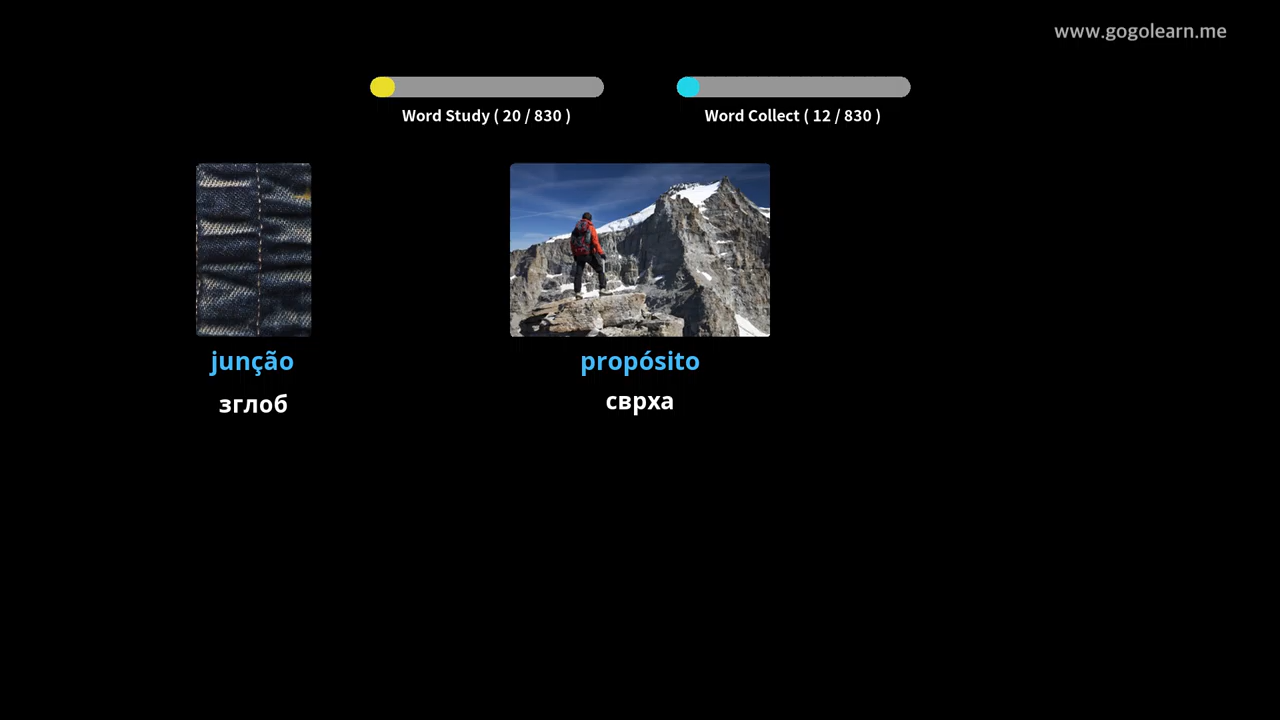 www.gogolearn.me
Word Study ( 20 / 830 )
Word Collect ( 12 / 830 )
junção
зглоб
propósito
сврха